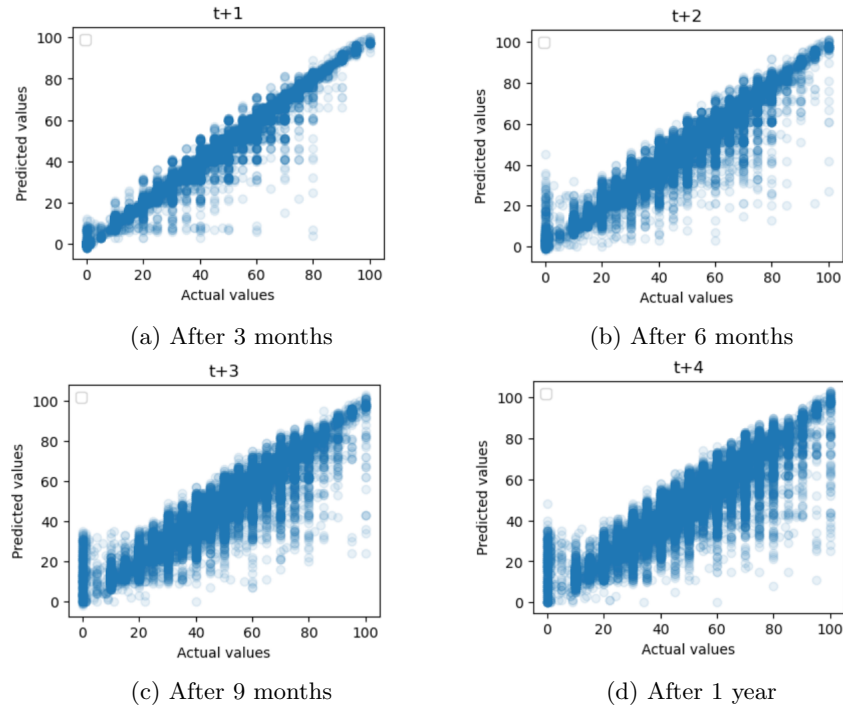 t+1
100
80
60
40
20
0
Predicted values
0 20 40 60 80 100
Actual values
(a) After 3 months
t+2
100
80
60
40
20
0
Predicted values
0 20 40 60 80 100
Actual values
(b) After 6 months
t+3
100
80
60
40
20
0
Predicted values
0 20 40 60 80 100
Actual values
(c) After 9 months
t+4
100
80
60
40
20
0
Predicted values
0 20 40 60 80 100
Actual values
(d) After 1 year